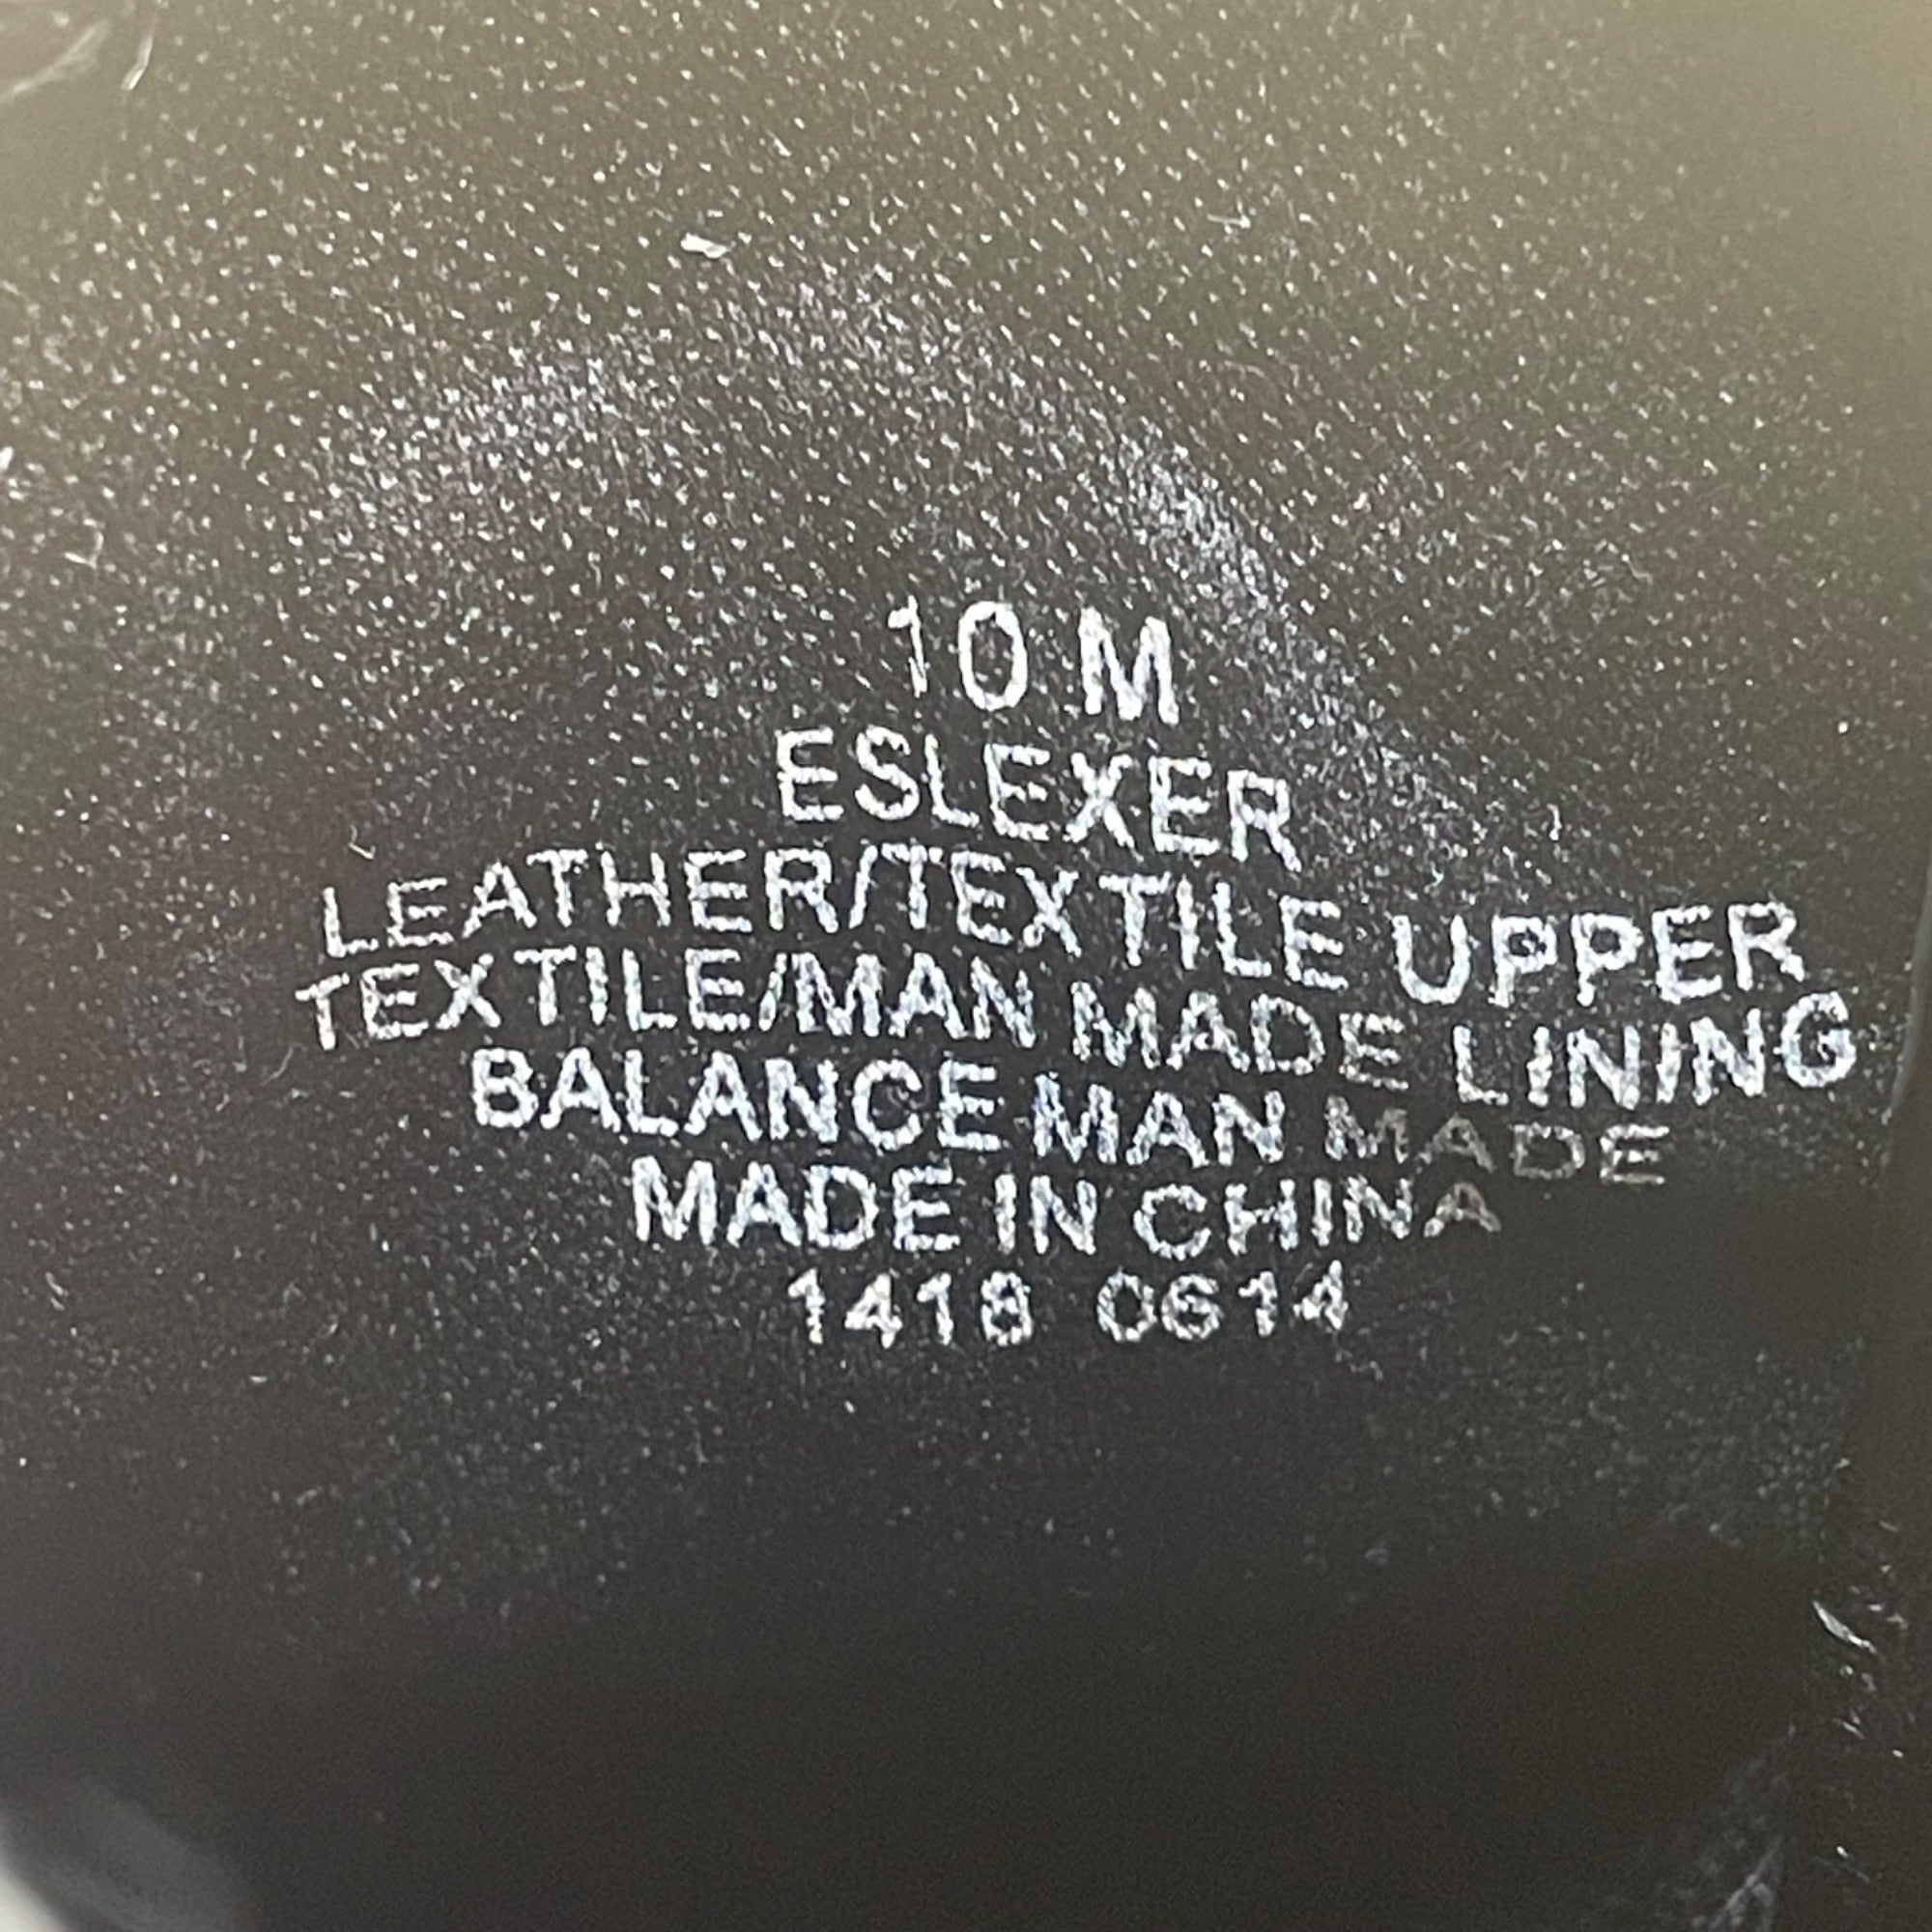 10 M
ESLEXER
LEATHER/TEXTILE UPPER
TEXTILE/MAN MADE LINING
BALANCE MAN MADE
MADE IN CHINA
1418 0614